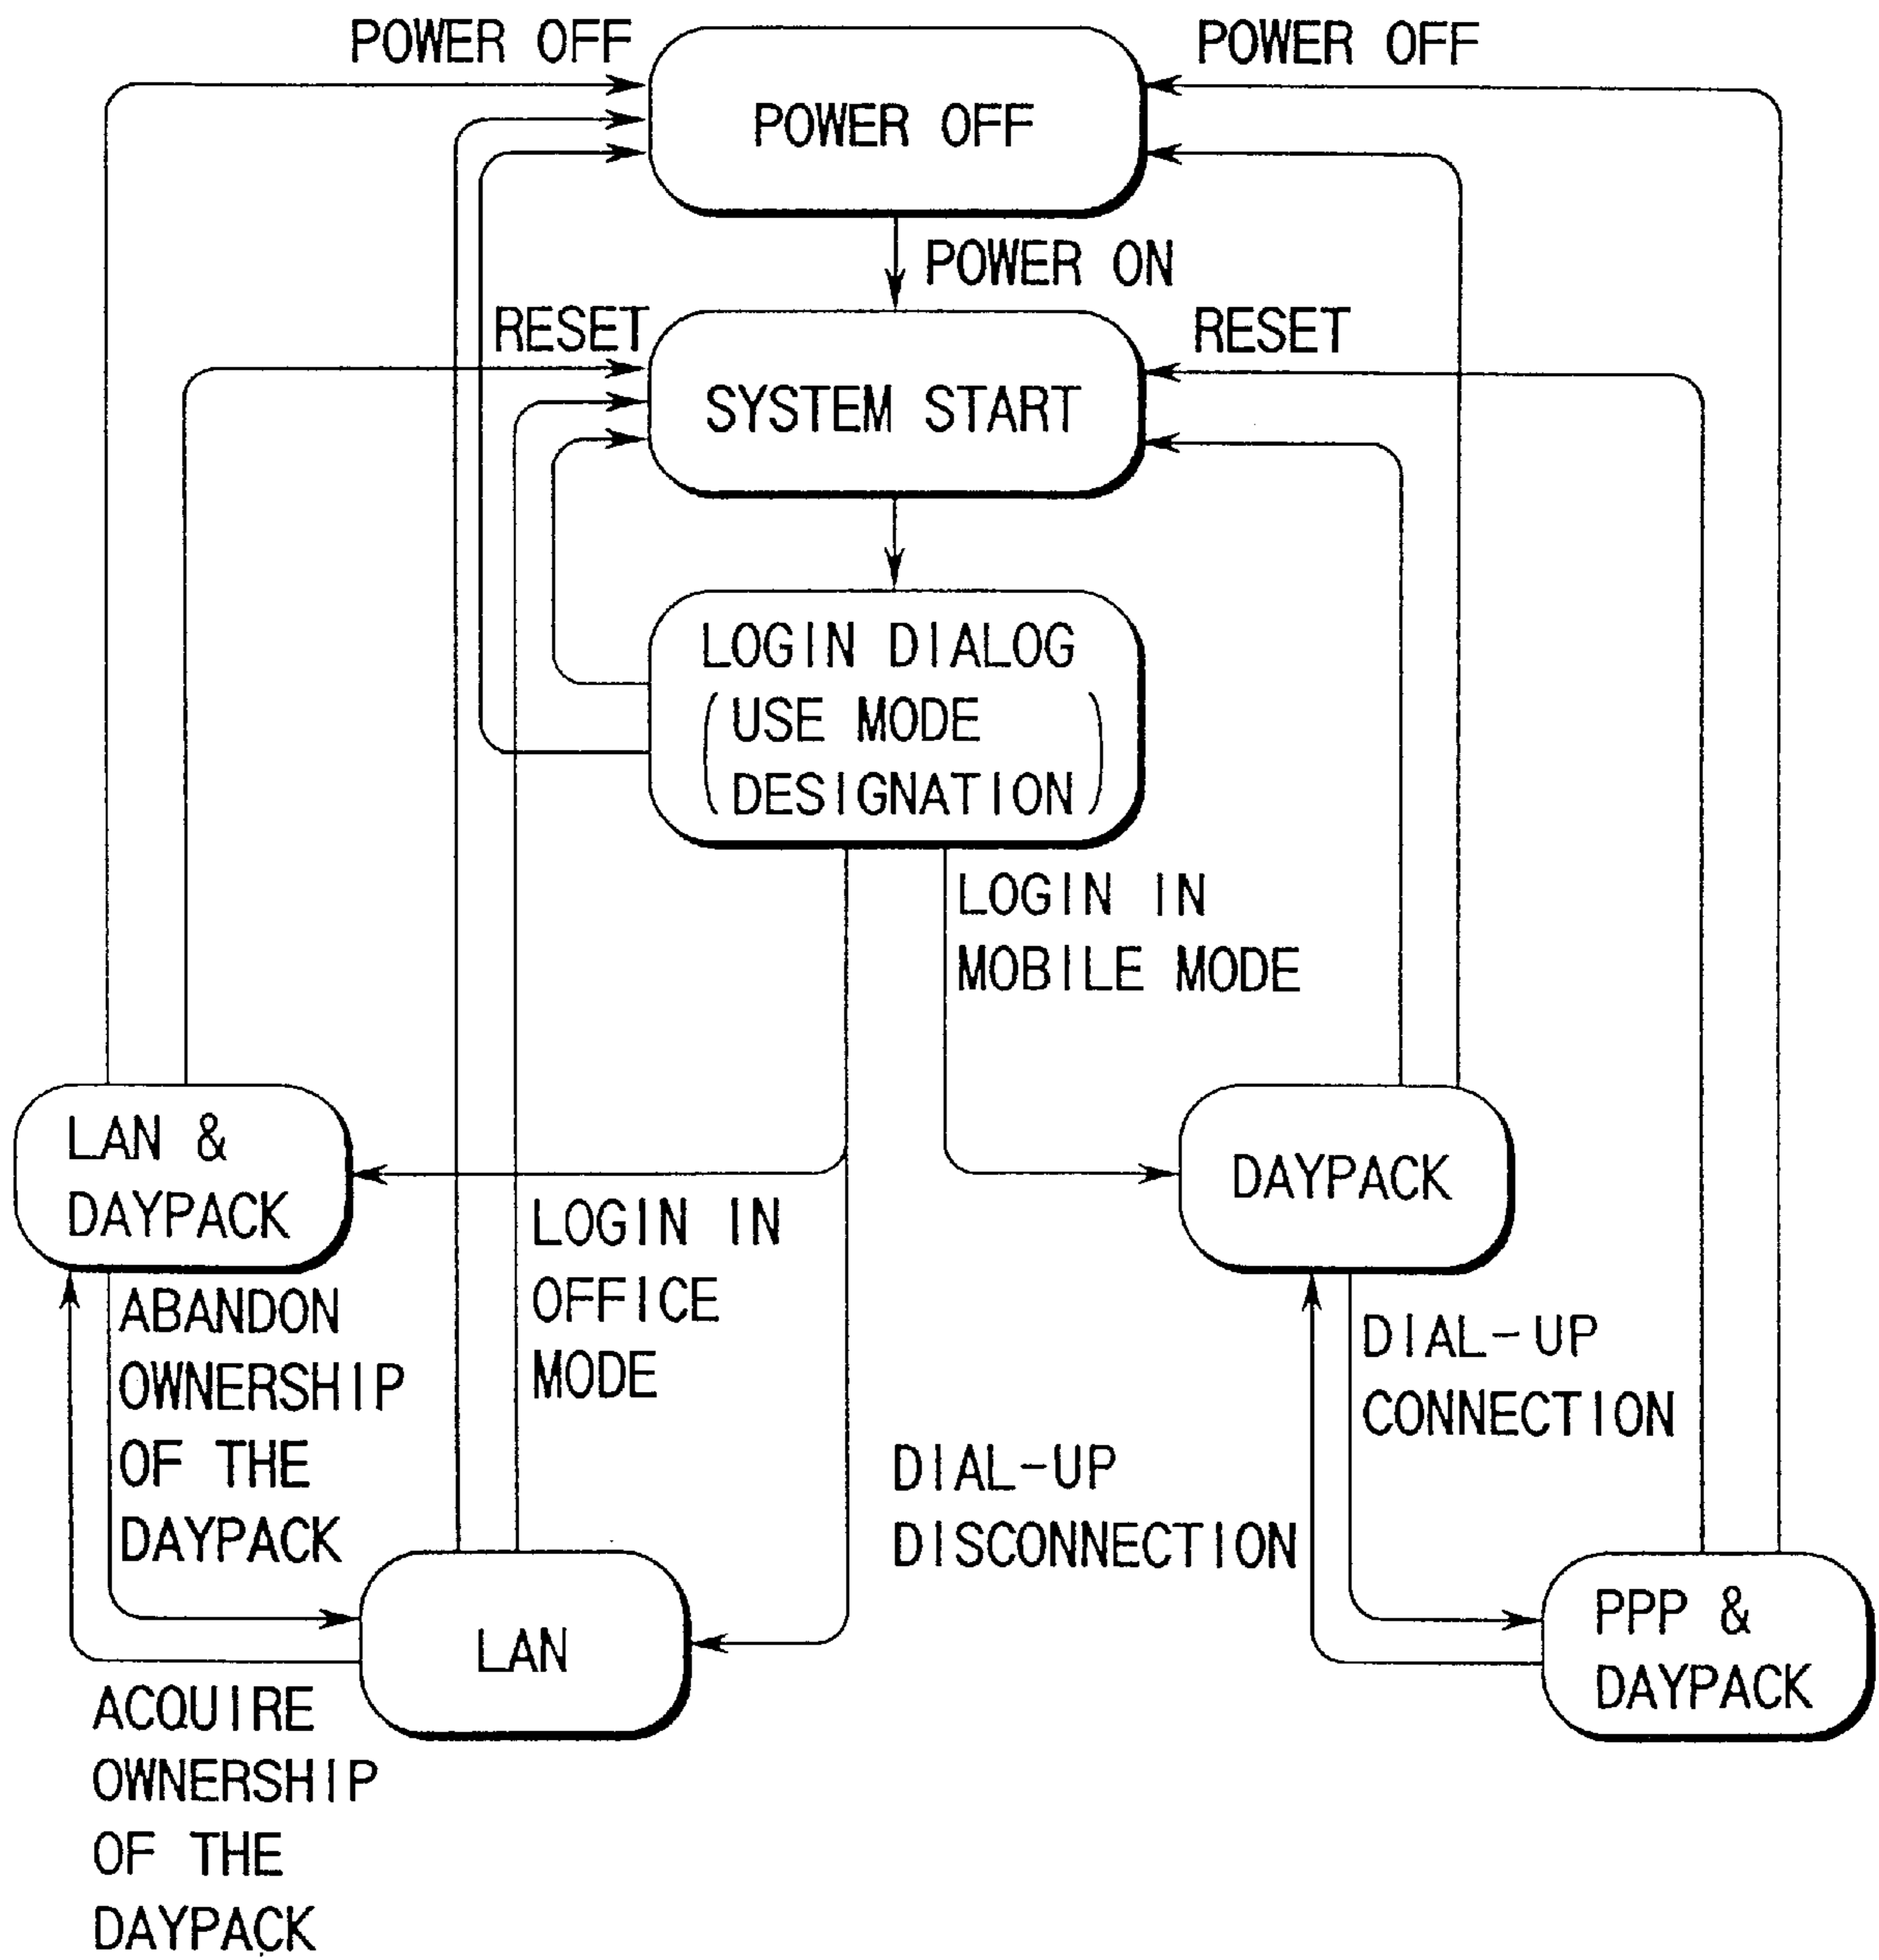 POWER OFF
POWER OFF
POWER OFF
POWER ON
RESET
RESET
SYSTEM START
LOGIN DIALOG
(USE MODE
DESIGNATION)
LOGIN IN
MOBILE MODE
LAN &
DAYPACK
DAYPACK
LOGIN IN
OFFICE
MODE
ABANDON
OWNERSHIP
OF THE
DAYPACK
DIAL-UP
CONNECTION
DIAL-UP
DISCONNECTION
LAN
PPP &
DAYPACK
ACQUIRE
OWNERSHIP
OF THE
DAYPACK